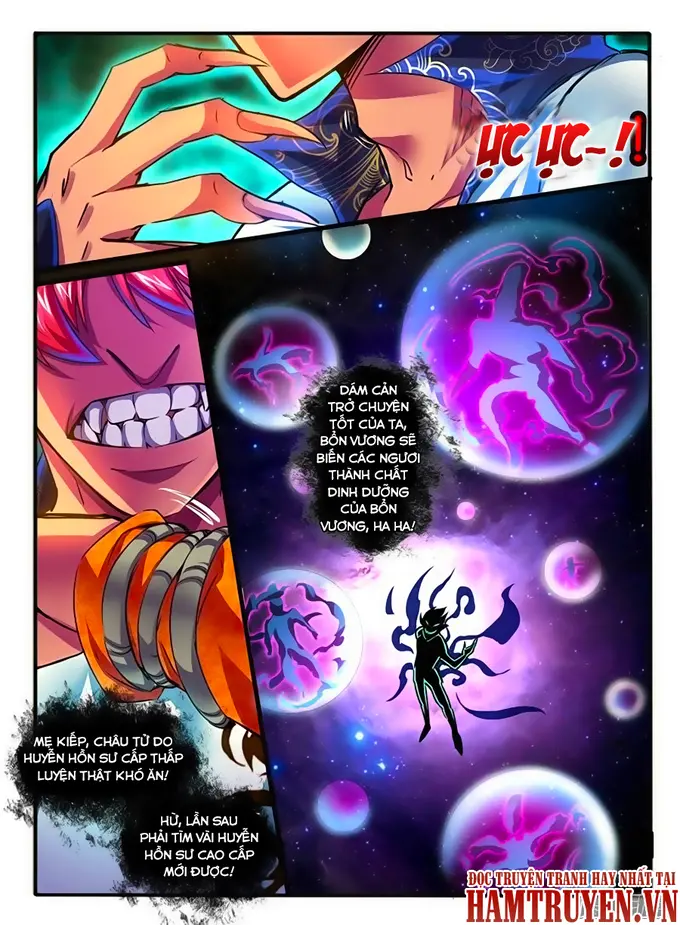 ỰC ỰC~!!
DÁM CẢN
TRỞ CHUYỆN
TỐT CỦA TA,
BỔN VƯƠNG SẼ
BIẾN CÁC NGƯƠI
THÀNH CHẤT
DINH DƯỠNG
CỦA BỔN
VƯƠNG, HA HA!
MẸ KIẾP, CHÂU TỬ DO
HUYỄN HỒN SƯ CẤP THẤP
LUYỆN THẬT KHÓ ĂN!
HỪ, LẦN SAU
PHẢI TÌM VÀI HUYỄN
HỒN SƯ CAO CẤP
MỚI ĐƯỢC!
ĐỌC TRUYỆN TRANH HAY NHẤT TẠI
HAMTRUYEN.VN